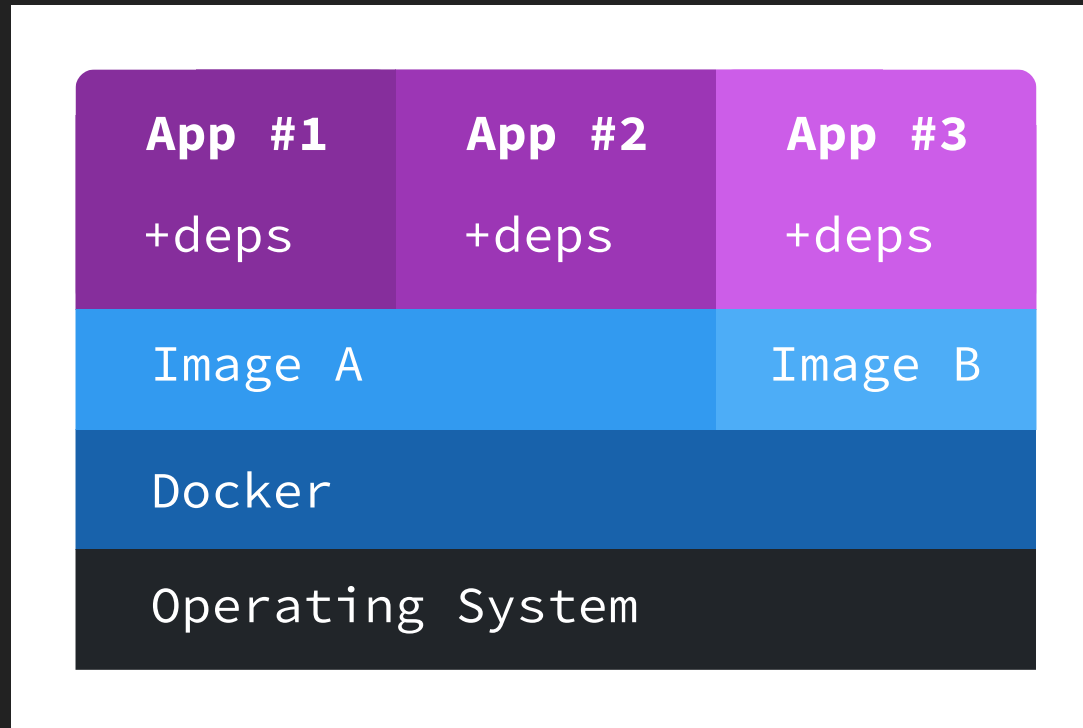 App #1 App #2 App #3
+deps +deps +deps
Image A Image B
Docker
Operating System